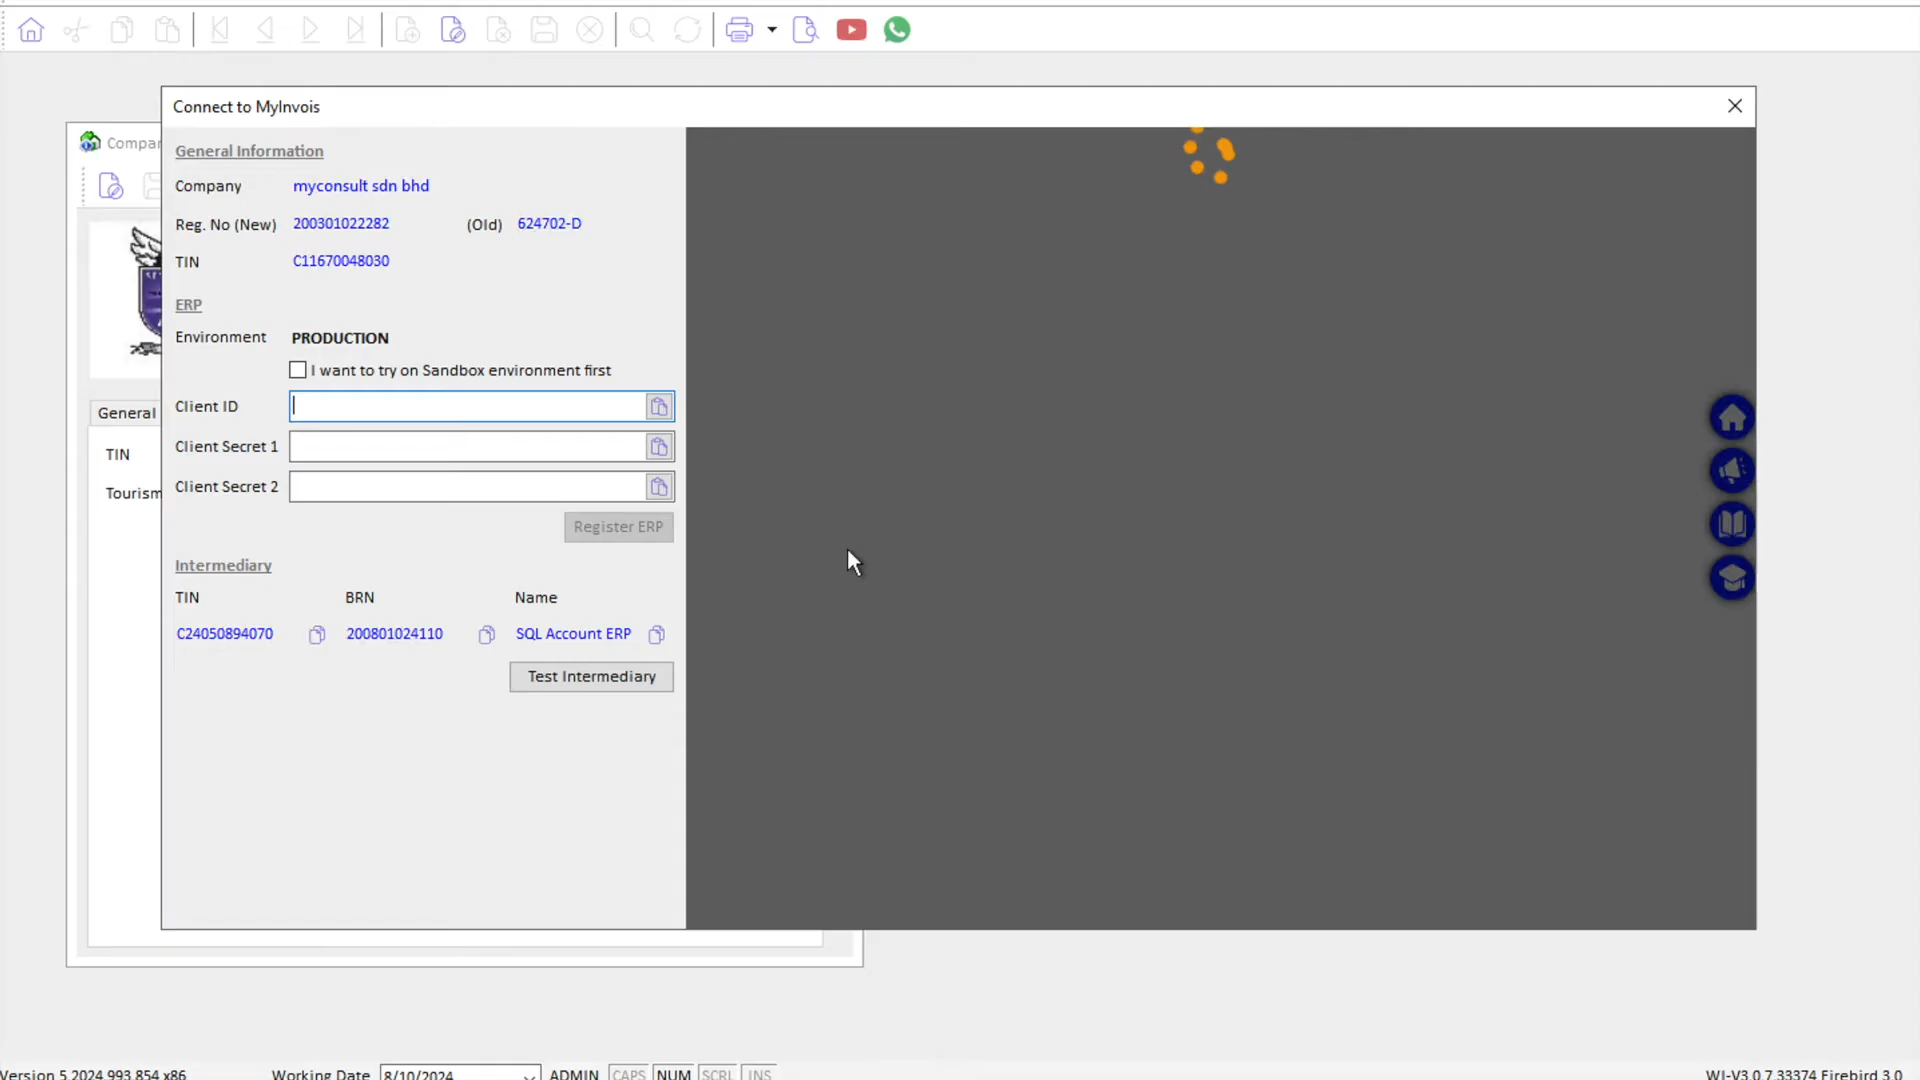 Connect to MyInvois
Compa
General Information
Company myconsult sdn bhd
Reg. No (New) 200301022282 (Old) 624702-D
TIN C11670048030
ERP
Environment PRODUCTION
I want to try on Sandbox environment first
Client ID
General
Client Secret 1
TIN
Client Secret 2
Tourism
Register ERP
Intermediary
TIN BRN Name
C24050894070 200801024110 SQL Account ERP
Test Intermediary
Version 5.2024.993.854 x86 Working Date 8/10/2024 ADMIN CAPS NUM SCRL INS WI-V3.0.7.33374 Firebird 3.0